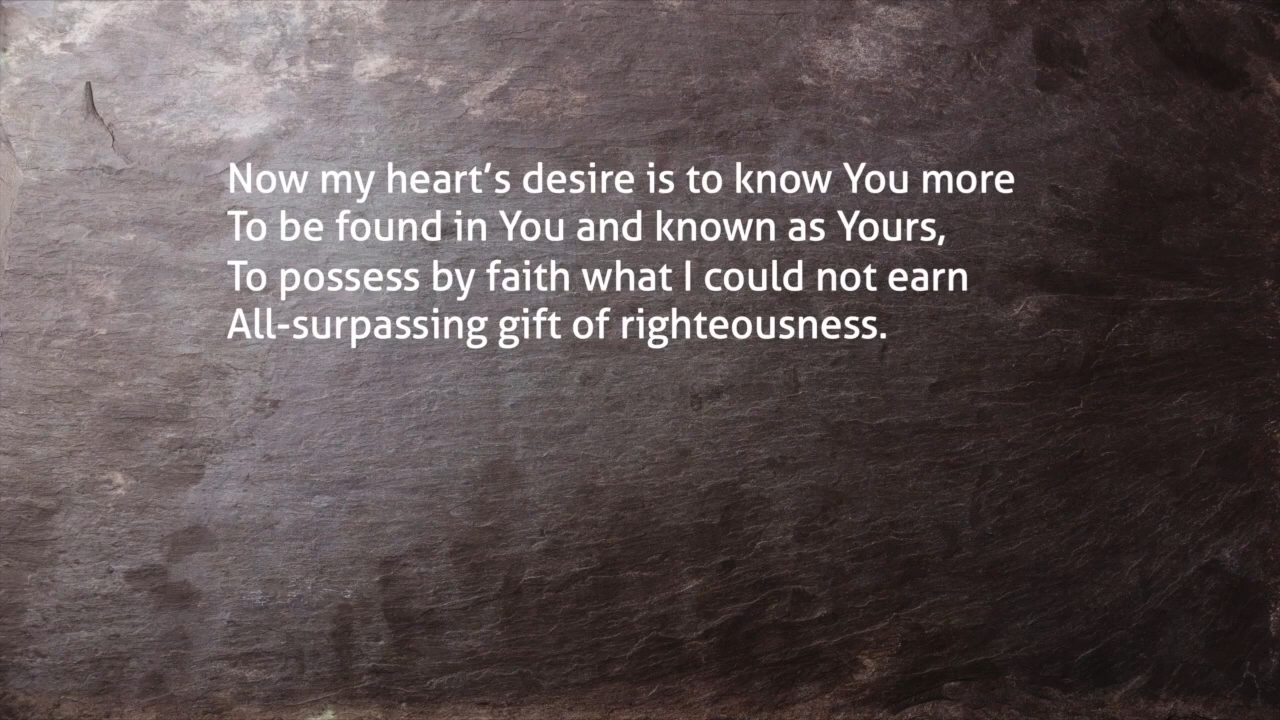 Now my heart’s desire is to know You more
To be found in You and known as Yours,
To possess by faith what I could not earn
All-surpassing gift of righteousness.